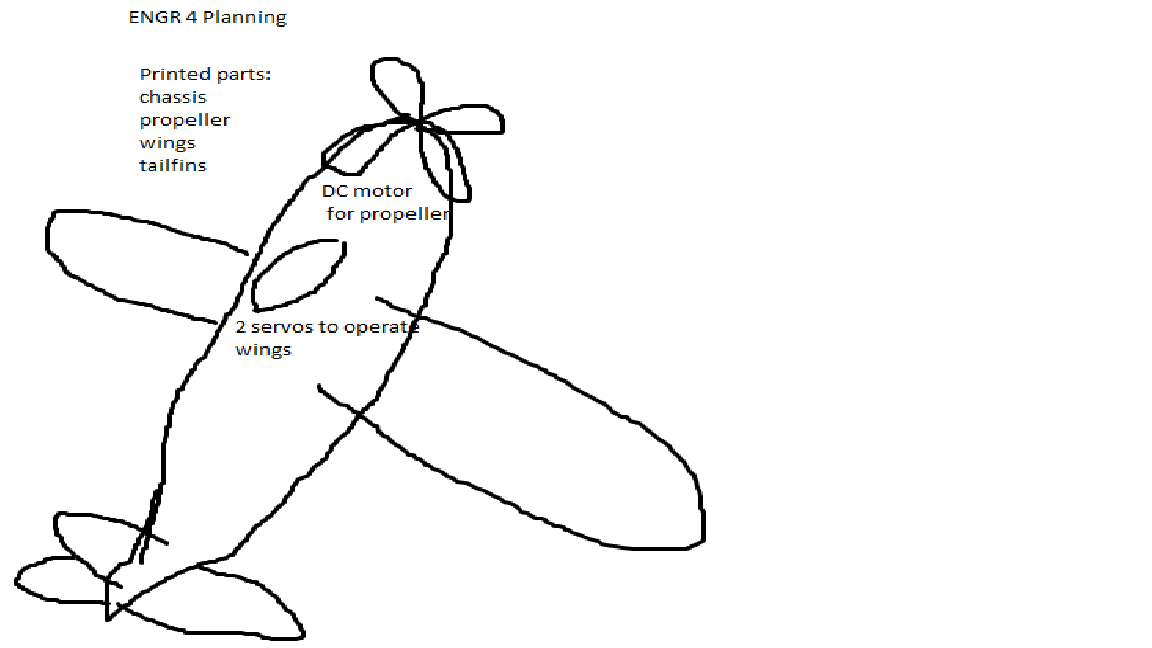 ENGR 4 Planning
Printed parts:
chassis
propeller
wings
tailfins
DC motor
for propeller
2 servos to operate
wings